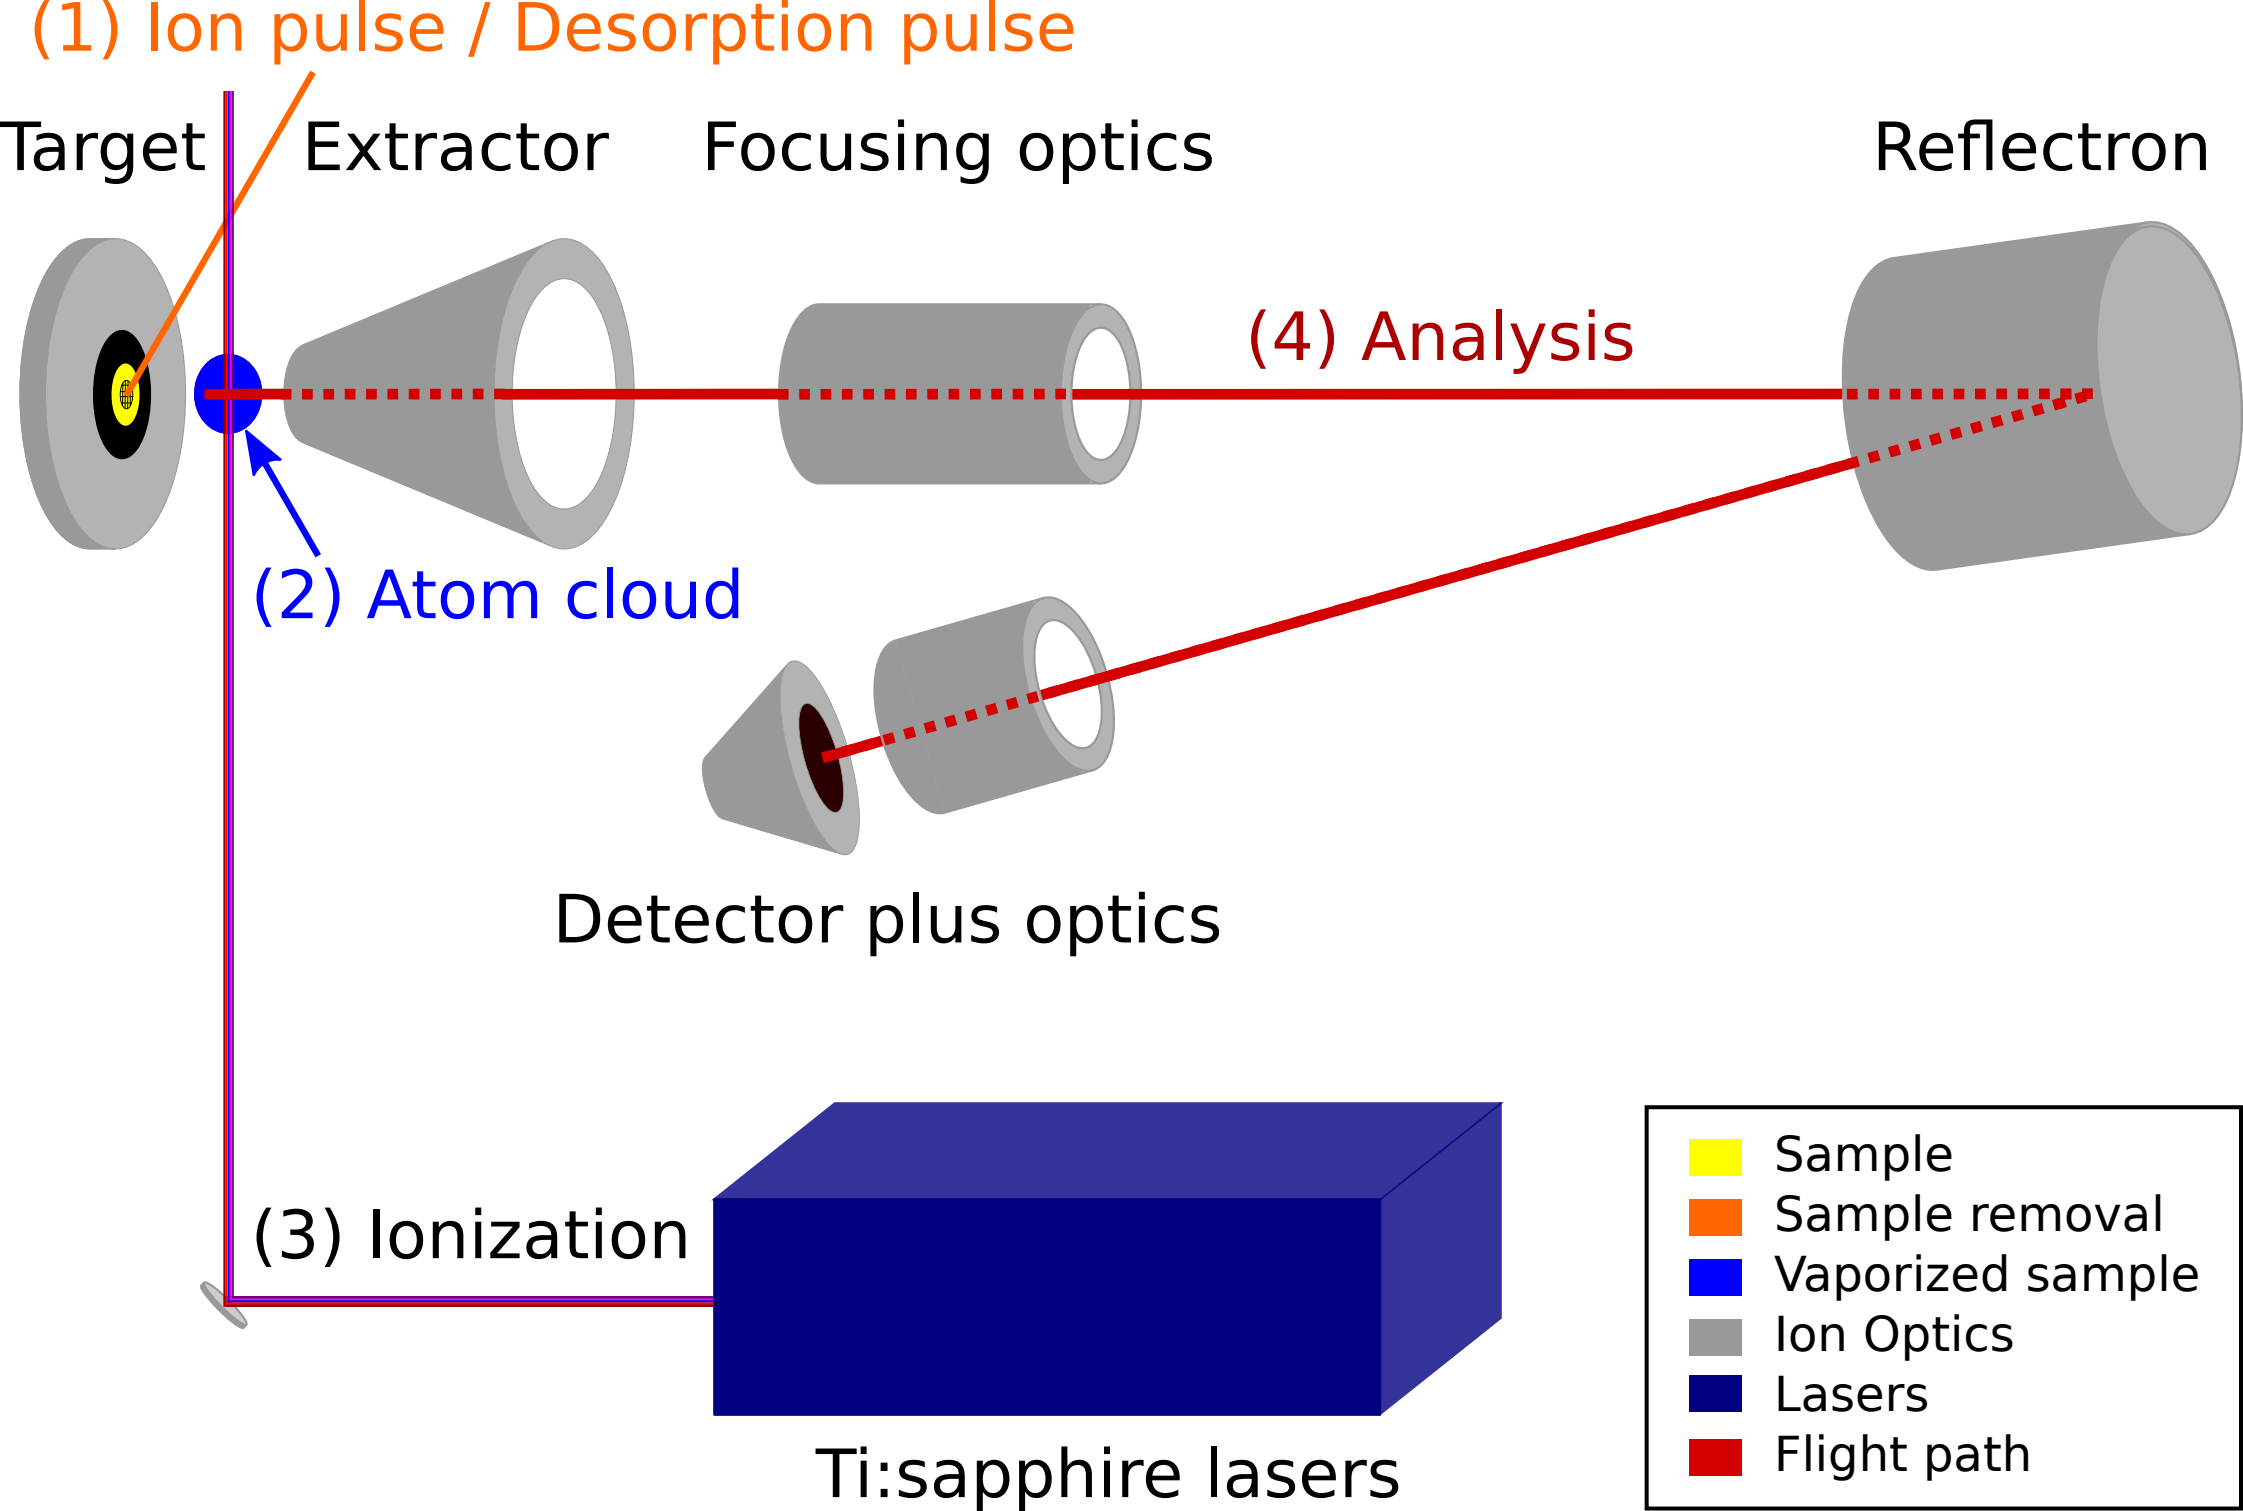 (1) Ion pulse / Desorption pulse
Target
Extractor
Focusing optics
Reflectron
(4) Analysis
(2) Atom cloud
Detector plus optics
(3) Ionization
Ti:sapphire lasers
Sample
Sample removal
Vaporized sample
Ion Optics
Lasers
Flight path